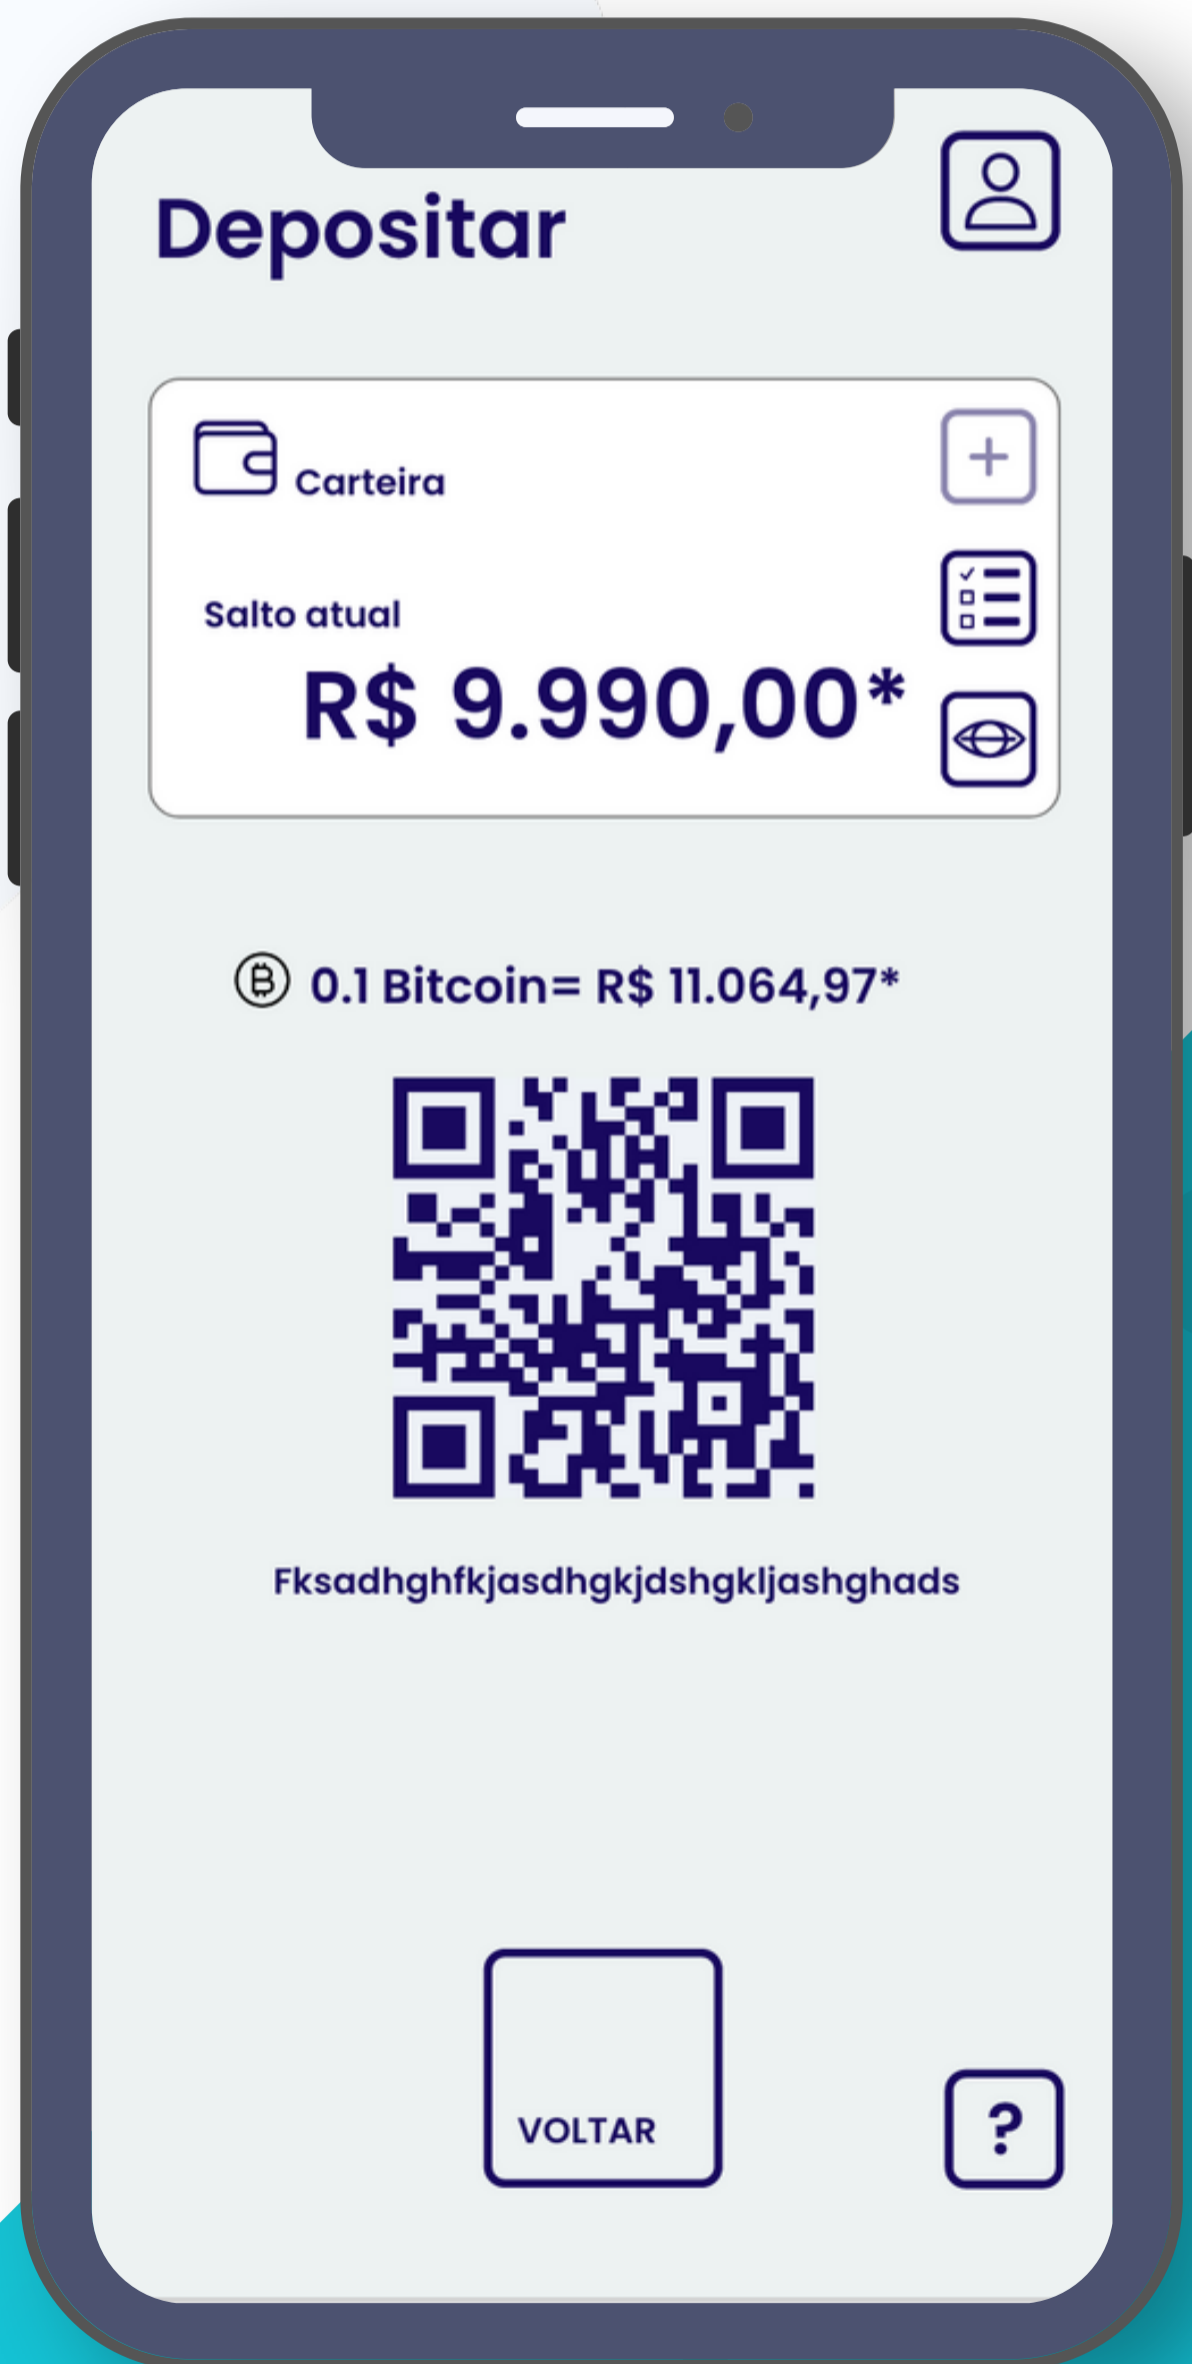 Depositar
Carteira
Salto atual
R$ 9.990,00*
0.1 Bitcoin= R$ 11.064,97*
Fksadhghfkjasdhgkjdshgkljashghads
VOLTAR
?